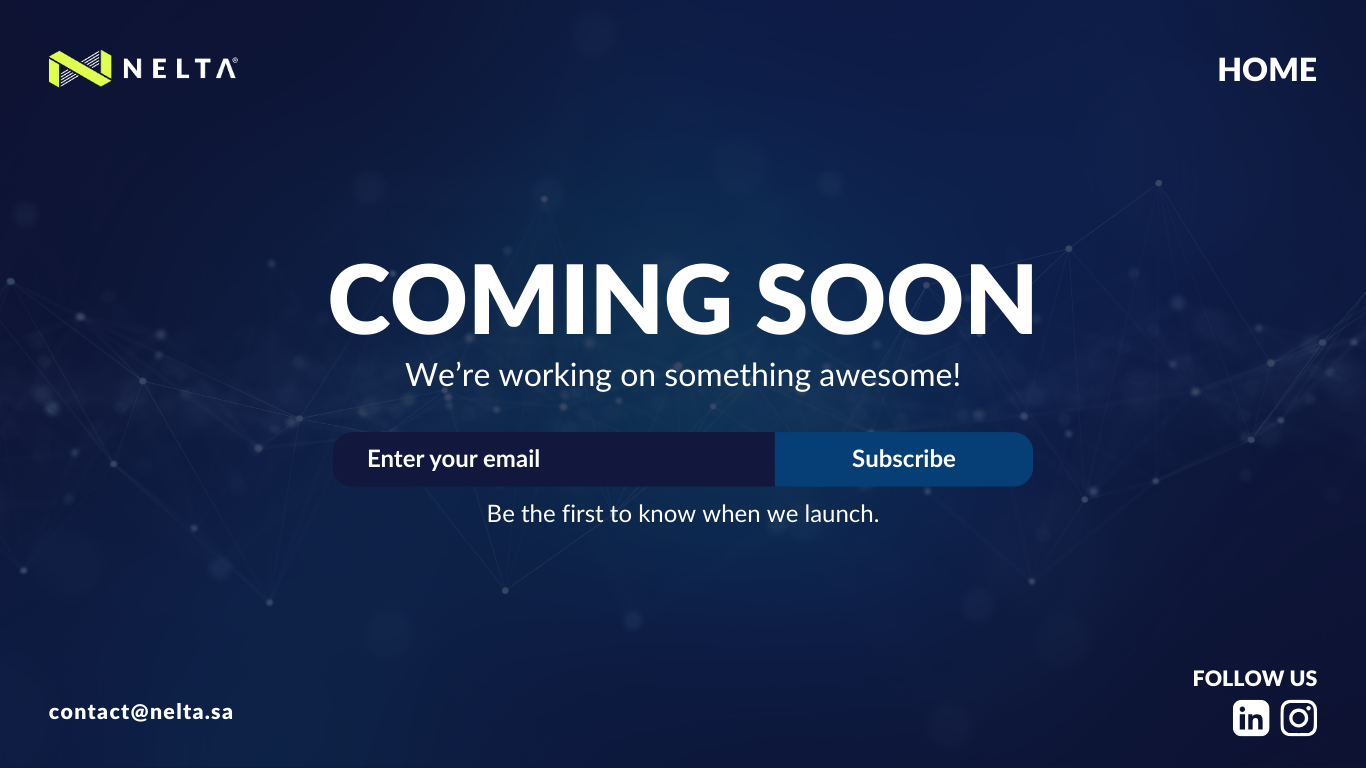 NELTA®
HOME
COMING SOON
We’re working on something awesome!
Enter your email
Subscribe
Be the first to know when we launch.
FOLLOW US
contact@nelta.sa
in